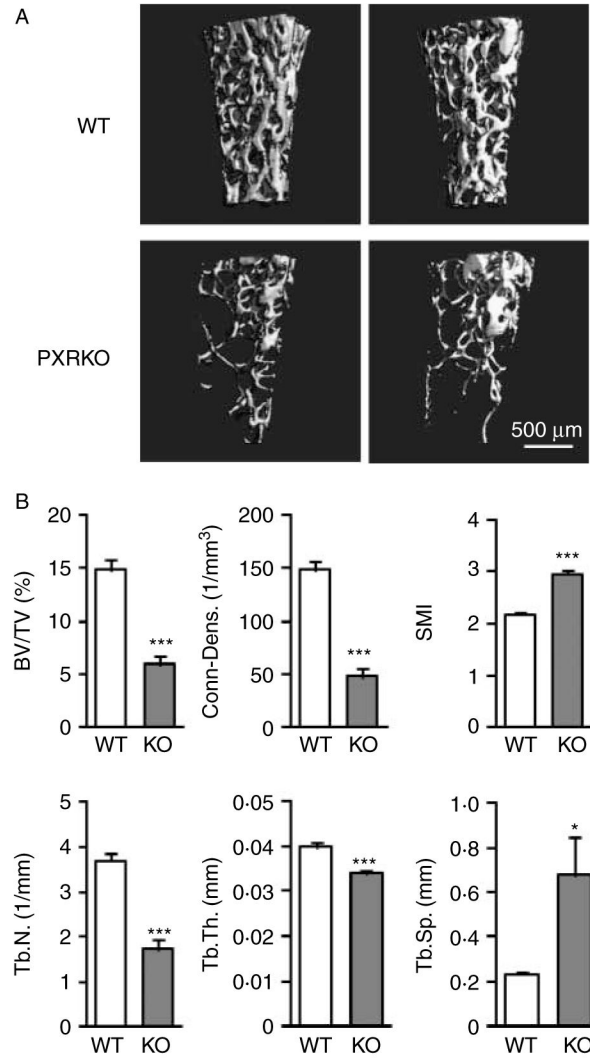 A
WT
PXRKO
500 μm
B
BV/TV (%)
20
15
10
5
0
***
WT KO
Conn-Dens. (1/mm³)
200
150
100
50
0
***
WT KO
SMI
4
3
2
1
0
***
WT KO
Tb.N. (1/mm)
5
4
3
2
1
0
***
WT KO
Tb.Th. (mm)
0·05
0·04
0·03
0·02
0·01
0
***
WT KO
Tb.Sp. (mm)
1·0
0·8
0·6
0·4
0·2
0
*
WT KO